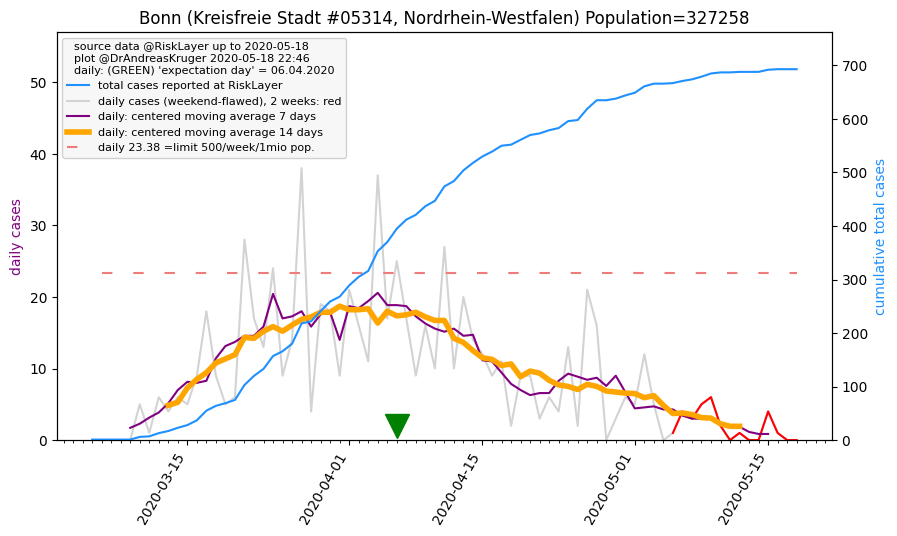 Bonn (Kreisfreie Stadt #05314, Nordrhein-Westfalen) Population=327258
source data @RiskLayer up to 2020-05-18
plot @DrAndreasKruger 2020-05-18 22:46
daily: (GREEN) 'expectation day' = 06.04.2020
total cases reported at RiskLayer
daily cases (weekend-flawed), 2 weeks: red
daily: centered moving average 7 days
daily: centered moving average 14 days
daily 23.38 =limit 500/week/1mio pop.
daily cases
50
40
30
20
10
0
700
600
500
400
300
200
100
0
cumulative total cases
2020-03-15
2020-04-01
2020-04-15
2020-05-01
2020-05-15